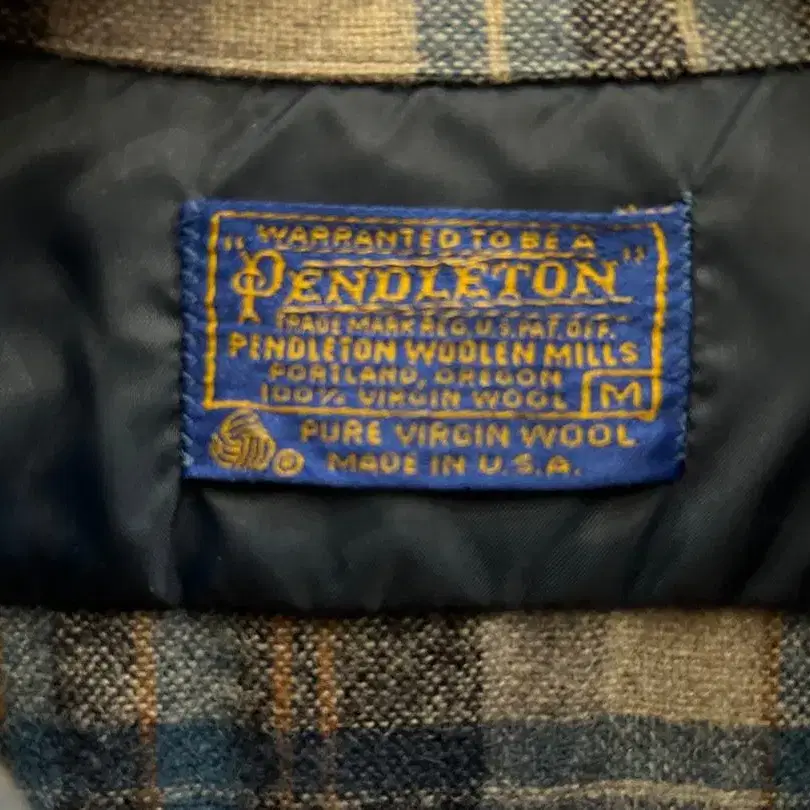 "WARRANTED TO BE A
PENDLETON"
TRADE MARK REG. U.S. PAT. OFF.
PENDLETON WOOLEN MILLS
PORTLAND, OREGON
100% VIRGIN WOOL M
PURE VIRGIN WOOL
MADE IN U.S.A.